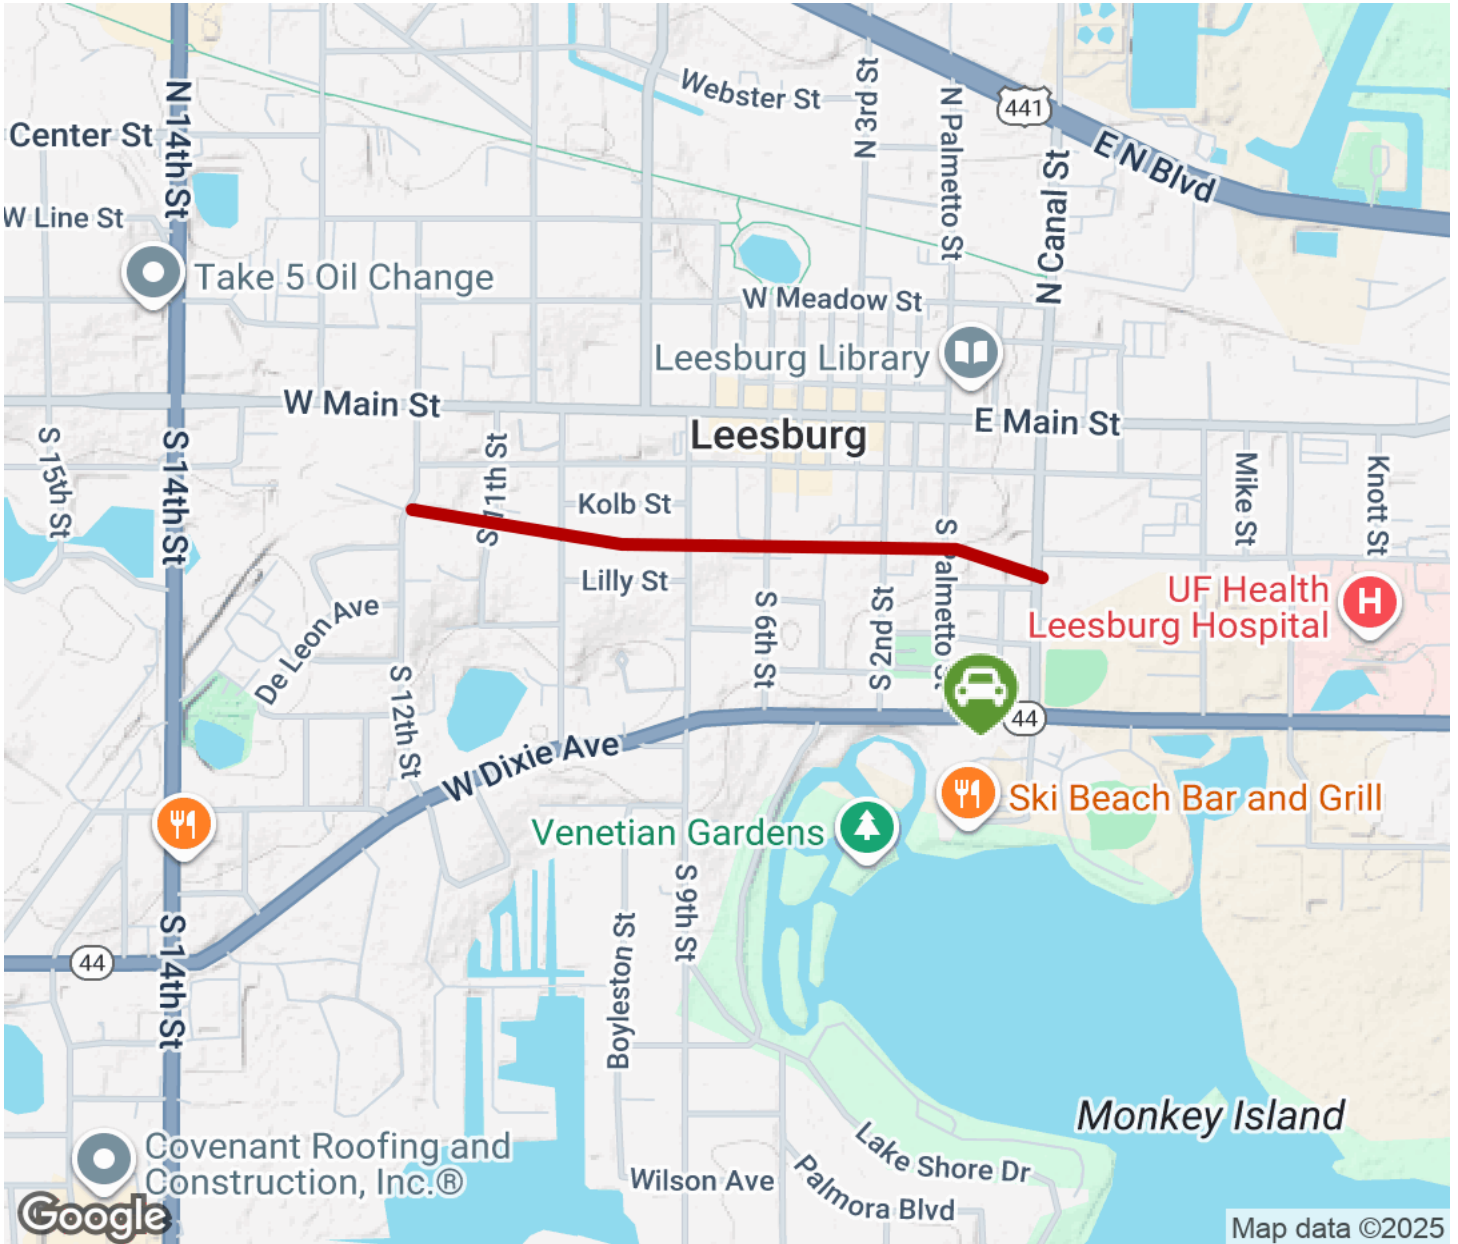 Webster St
N 3rd St
N Palmetto St
441
E N Blvd
N 14th St
Center St
W Line St
N Canal St
Take 5 Oil Change
W Meadow St
Leesburg Library
W Main St
E Main St
Leesburg
S 15th St
S 14th St
S 11th St
Kolb St
Mike St
Knott St
S Palmetto St
Lilly St
UF Health
Leesburg Hospital
H
De Leon Ave
S 6th St
S 2nd St
S 12th St
44
W Dixie Ave
Ski Beach Bar and Grill
Venetian Gardens
S 9th St
Boyleston St
S 14th St
44
Monkey Island
Covenant Roofing and
Construction, Inc.®
Wilson Ave
Palmora Blvd
Lake Shore Dr
Google
Map data ©2025